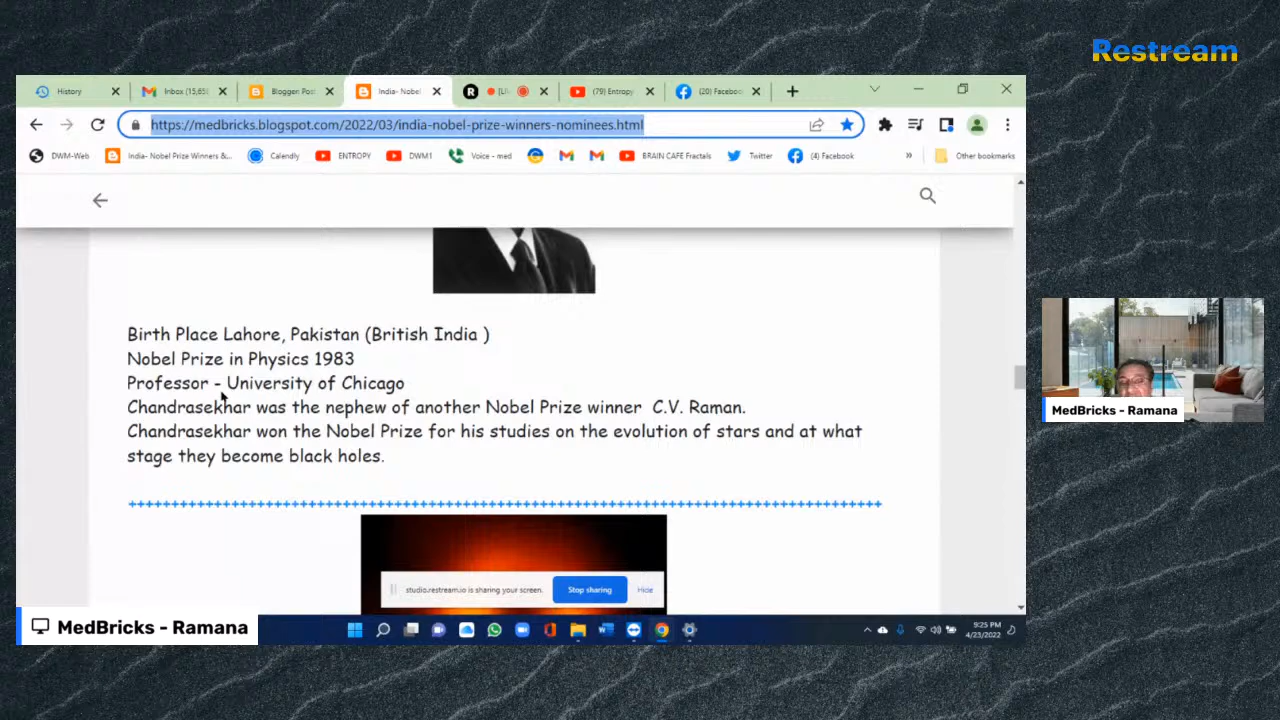 Restream
History
Inbox (15,65
Blogger: Pos
India- Nobel
(79) Entropy
(20) Faceboo
https://medbricks.blogspot.com/2022/03/india-nobel-prize-winners-nominees.html
DWM-Web
India- Nobel Prize Winners &...
Calendly
ENTROPY
DWM1
Voice - med
BRAIN CAFE Fractals
Twitter
(4) Facebook
»
Other bookmarks
Birth Place Lahore, Pakistan (British India )
Nobel Prize in Physics 1983
Professor - University of Chicago
Chandrasekhar was the nephew of another Nobel Prize winner C.V. Raman.
Chandrasekhar won the Nobel Prize for his studies on the evolution of stars and at what
stage they become black holes.
studio.restream.io is sharing your screen.
Stop sharing
Hide
MedBricks - Ramana
MedBricks - Ramana
9:25 PM
4/23/2022